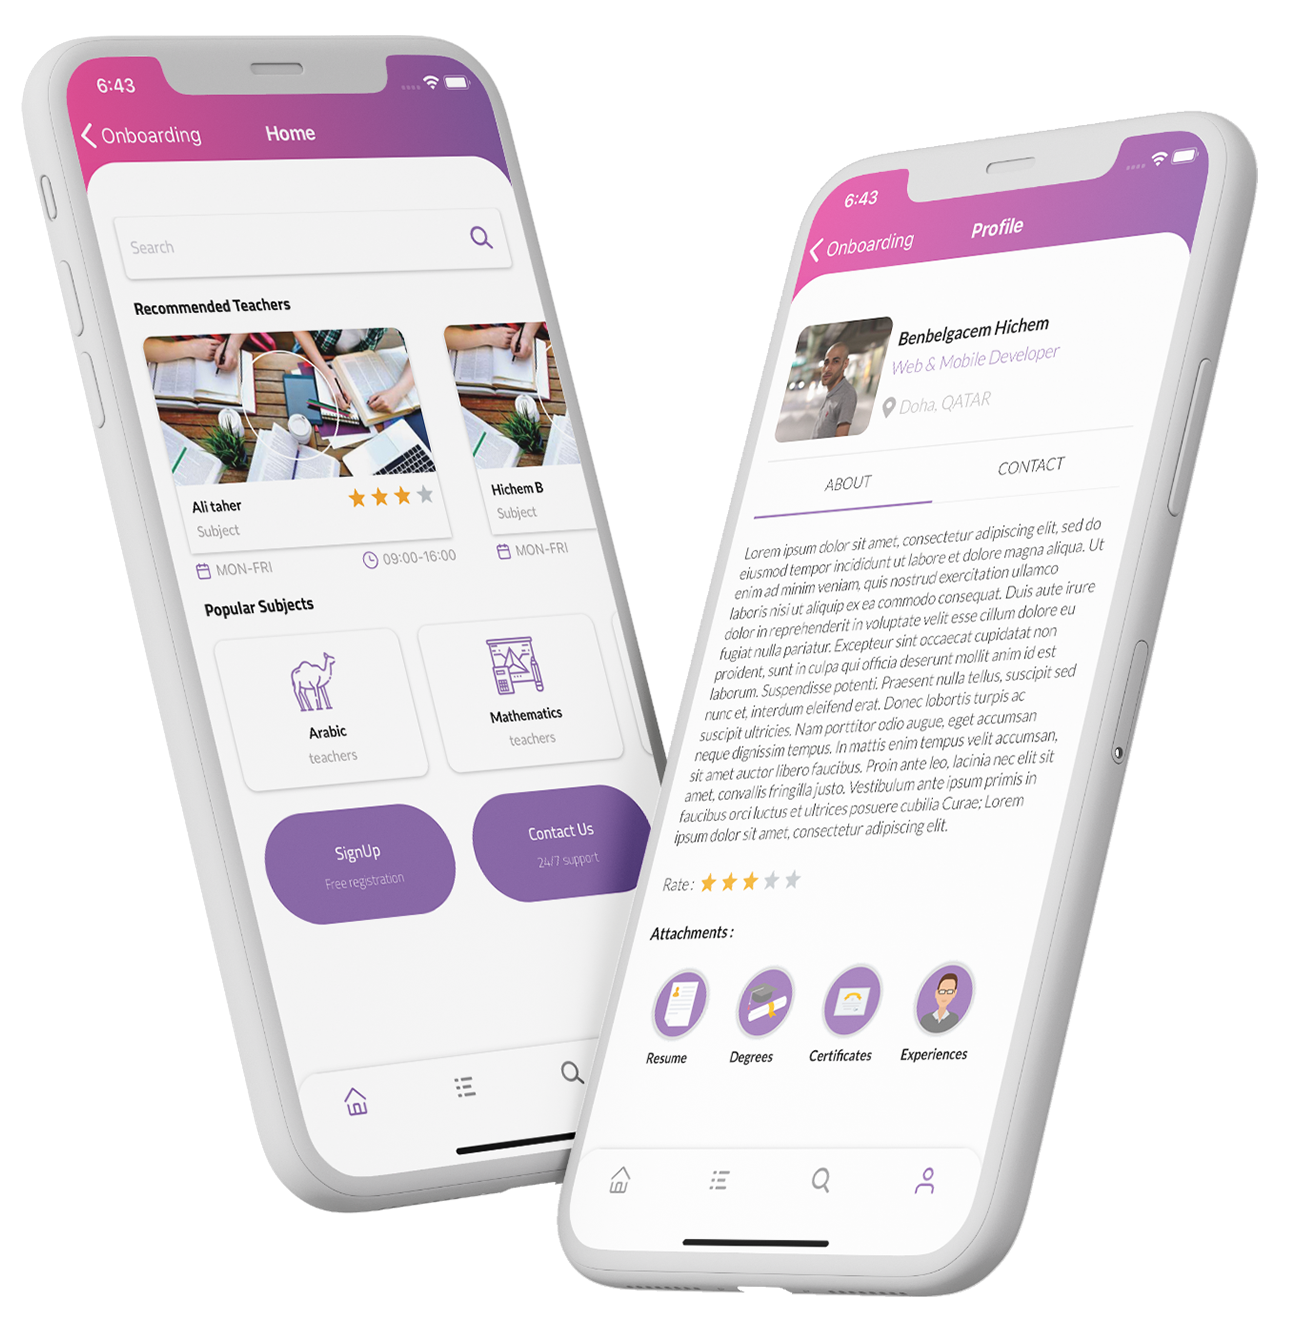 6:43
Onboarding
Home
Search
Recommended Teachers
Ali taher
Subject
MON-FRI
09:00-16:00
Hichem B
Subject
MON-FRI
Popular Subjects
Arabic
teachers
Mathematics
teachers
SignUp
Free registration
Contact Us
24/7 support
6:43
Onboarding
Profile
Benbelgacem Hichem
Web & Mobile Developer
Doha, QATAR
ABOUT
CONTACT
Lorem ipsum dolor sit amet, consectetur adipiscing elit, sed do
eiusmod tempor incididunt ut labore et dolore magna aliqua. Ut
enim ad minim veniam, quis nostrud exercitation ullamco
laboris nisi ut aliquip ex ea commodo consequat. Duis aute irure
dolor in reprehenderit in voluptate velit esse cillum dolore eu
fugiat nulla pariatur. Excepteur sint occaecat cupidatat non
proident, sunt in culpa qui officia deserunt mollit anim id est
laborum. Suspendisse potenti. Praesent nulla tellus, suscipit sed
nunc et, interdum eleifend erat. Donec lobortis turpis ac
suscipit ultricies. Nam porttitor odio augue, eget accumsan
neque dignissim tempus. In mattis enim tempus velit accumsan,
sit amet auctor libero faucibus. Proin ante leo, lacinia nec elit sit
amet, convallis fringilla justo. Vestibulum ante ipsum primis in
faucibus orci luctus et ultrices posuere cubilia Curae; Lorem
ipsum dolor sit amet, consectetur adipiscing elit.
Rate :
Attachments :
Resume
Degrees
Certificates
Experiences